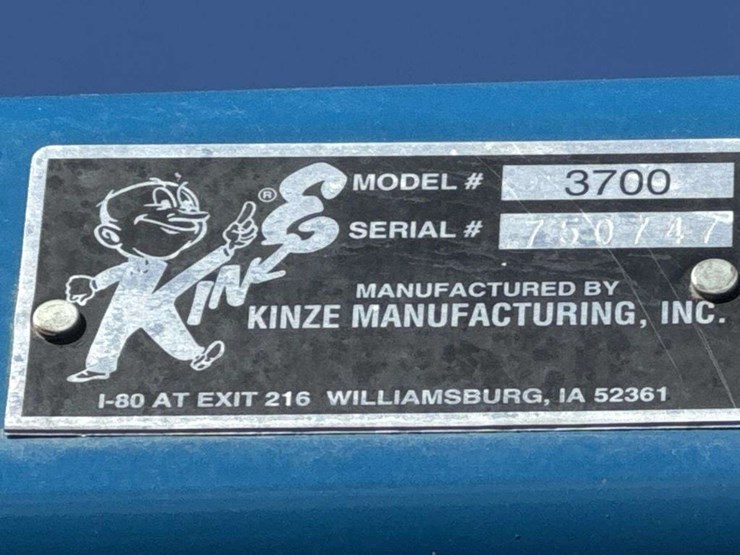 KINZE ®
MODEL # 3700
SERIAL # 750747
MANUFACTURED BY
KINZE MANUFACTURING, INC.
I-80 AT EXIT 216 WILLIAMSBURG, IA 52361